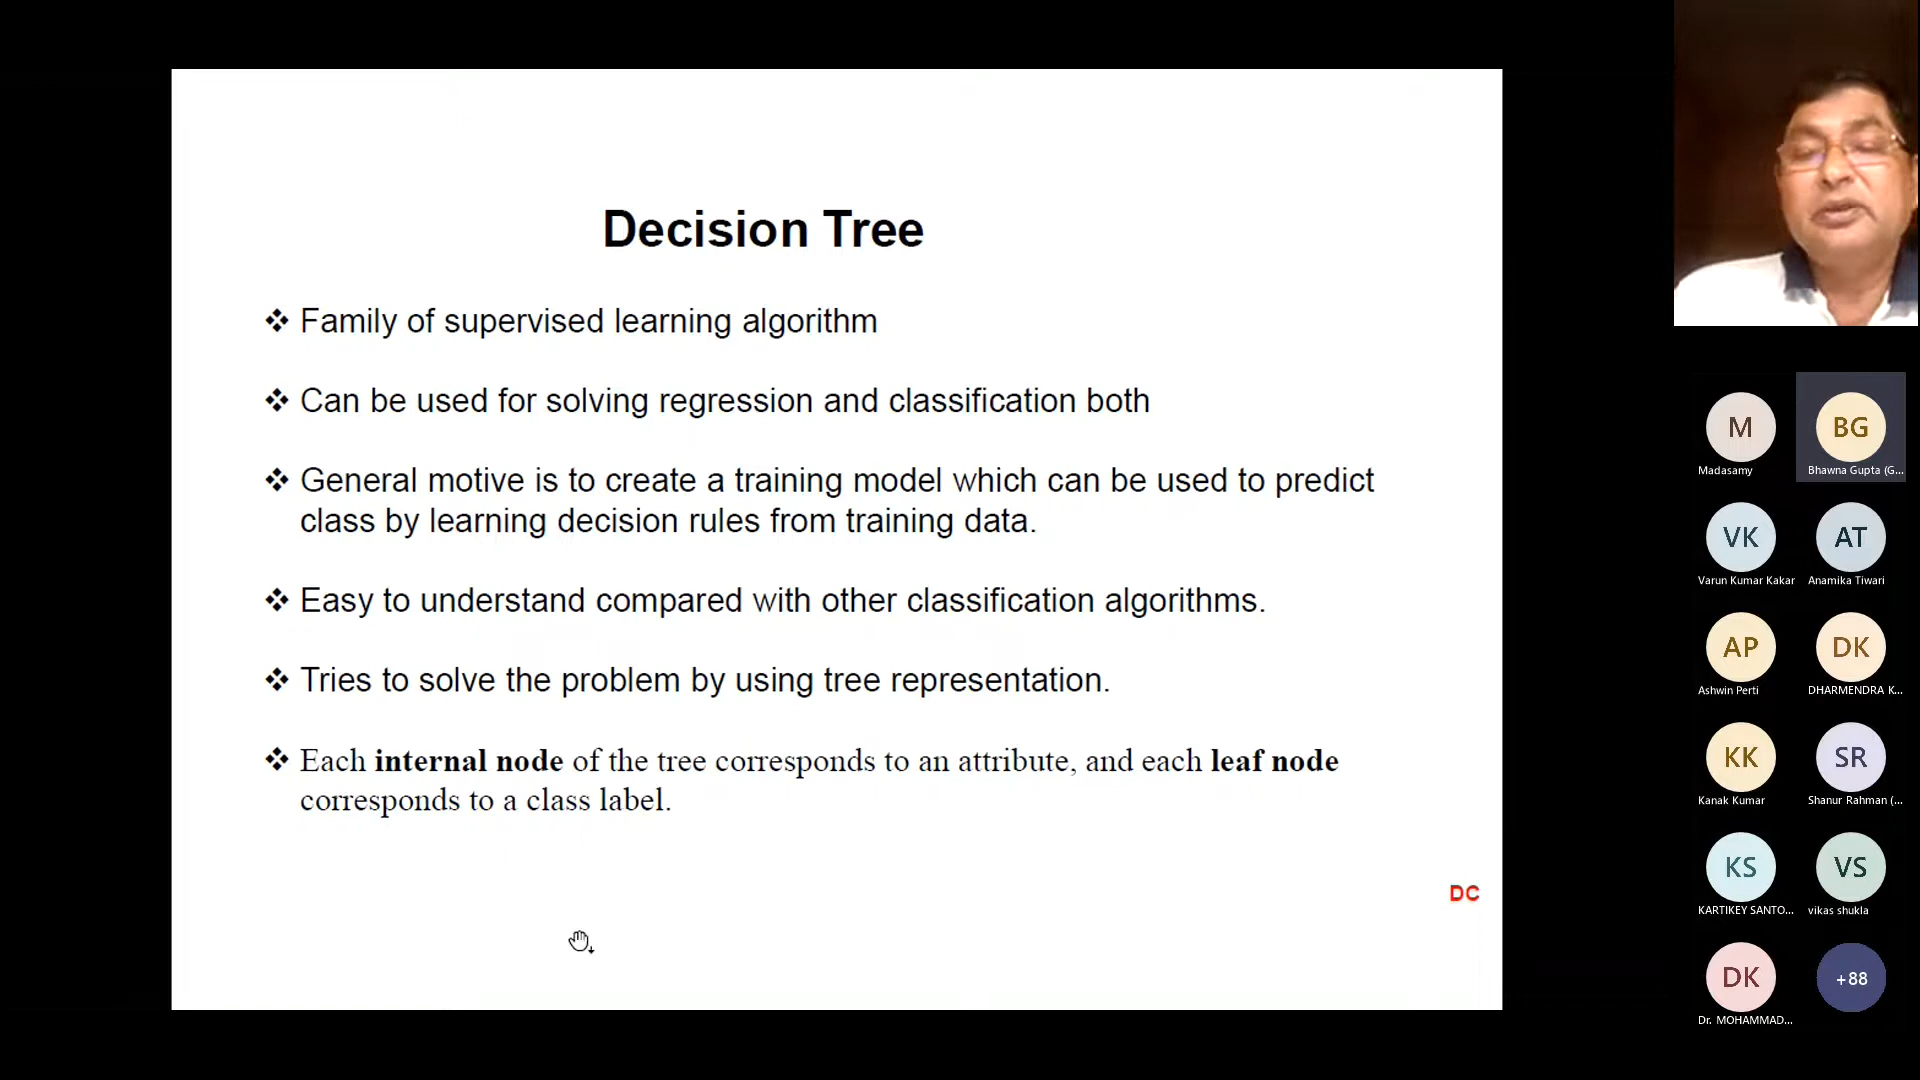 Decision Tree
❖ Family of supervised learning algorithm
❖ Can be used for solving regression and classification both
❖ General motive is to create a training model which can be used to predict
class by learning decision rules from training data.
❖ Easy to understand compared with other classification algorithms.
❖ Tries to solve the problem by using tree representation.
❖ Each internal node of the tree corresponds to an attribute, and each leaf node
corresponds to a class label.
DC
M
Madasamy
BG
Bhawna Gupta (G...
VK
Varun Kumar Kakar
AT
Anamika Tiwari
AP
Ashwin Perti
DK
DHARMENDRA K...
KK
Kanak Kumar
SR
Shanur Rahman (...
KS
KARTIKEY SANTO...
VS
vikas shukla
DK
Dr. MOHAMMAD...
+88